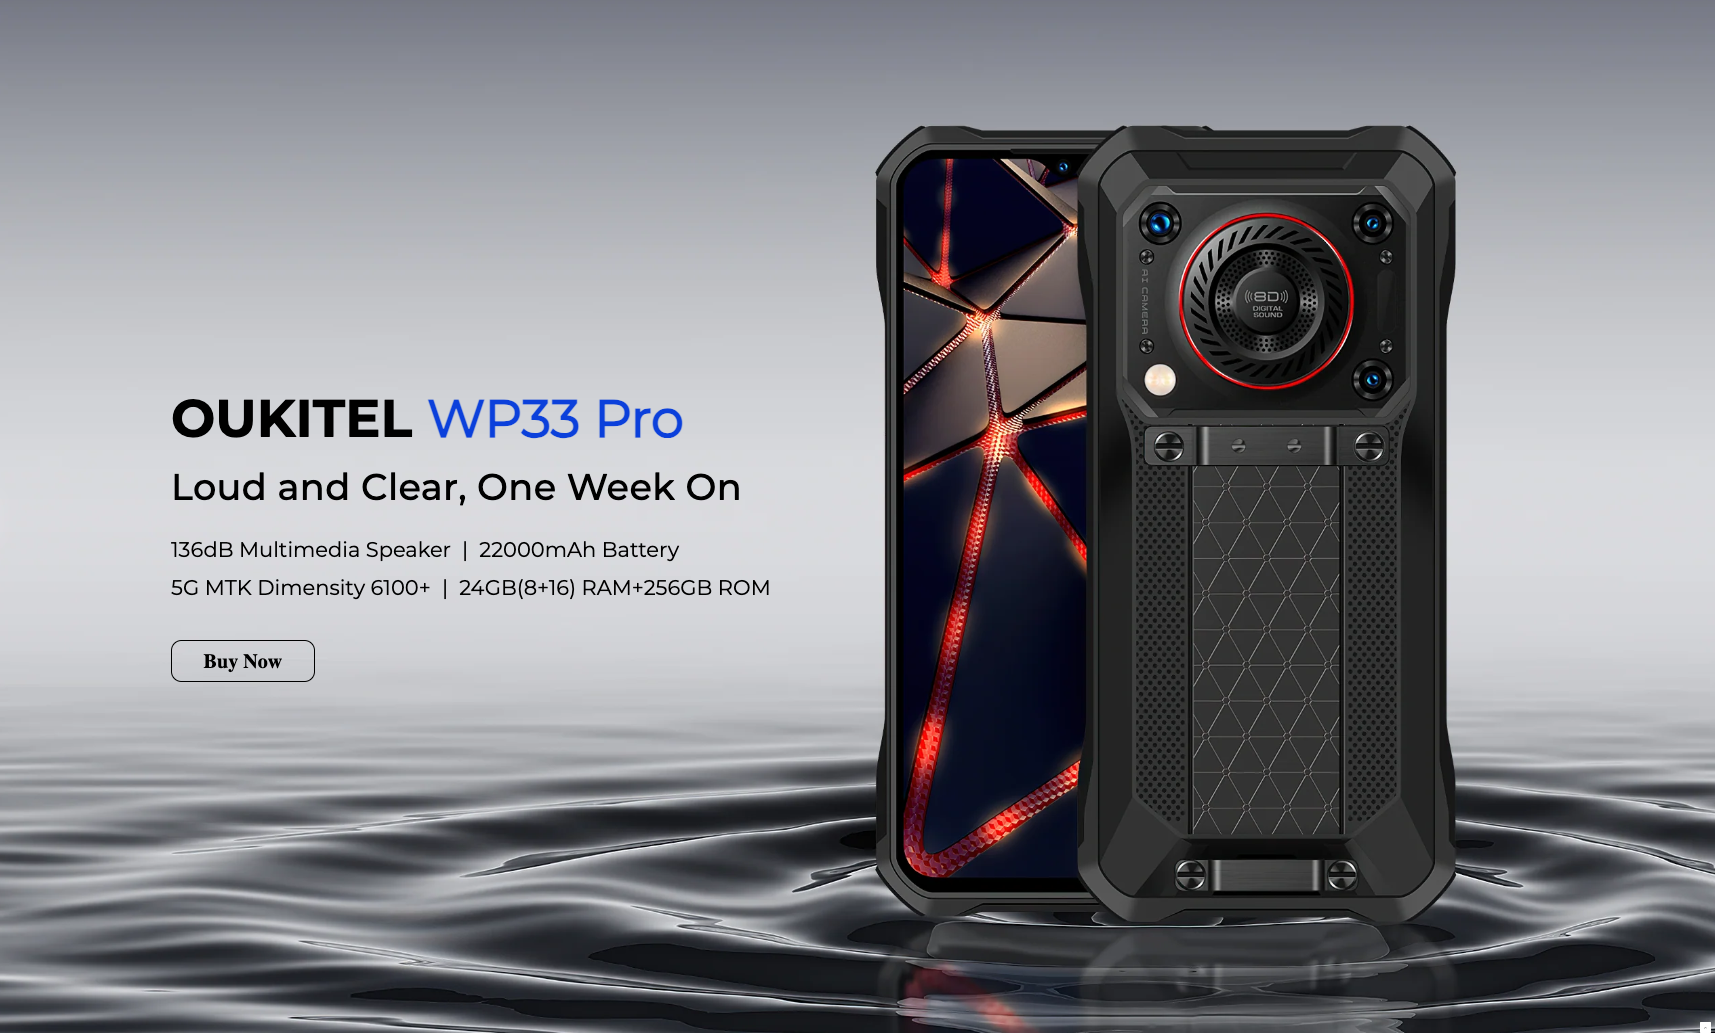 OUKITEL WP33 Pro
Loud and Clear, One Week On
136dB Multimedia Speaker | 22000mAh Battery
5G MTK Dimensity 6100+ | 24GB(8+16) RAM+256GB ROM
Buy Now
AI CAMERA
8D
DIGITAL
SOUND